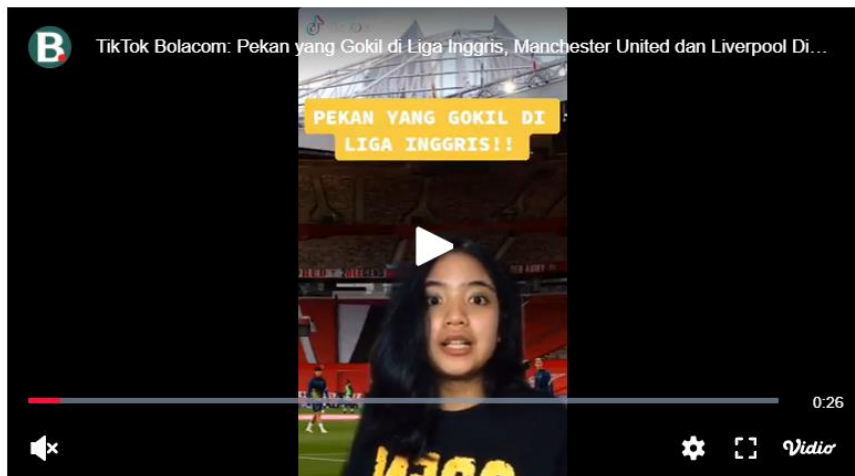 B.
TikTok Bolacom: Pekan yang Gokil di Liga Inggris, Manchester United dan Liverpool Di...
PEKAN YANG GOKIL DI
LIGA INGGRIS!!
0:26
Vidio